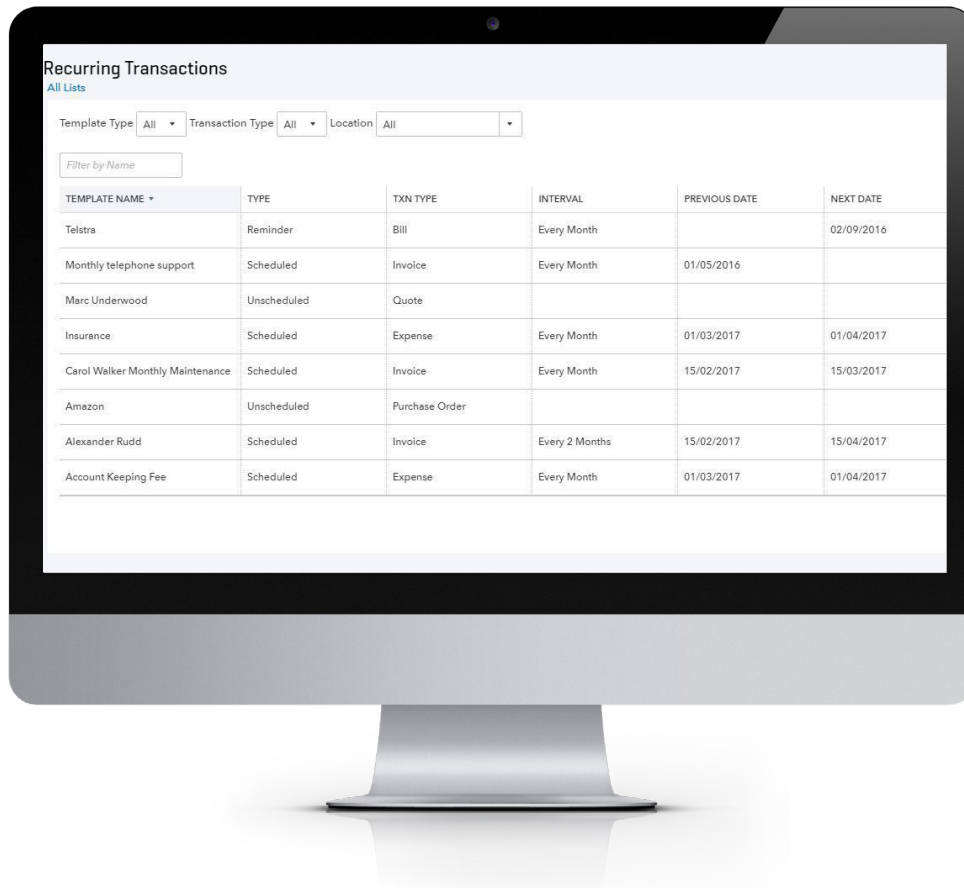 Recurring Transactions
All Lists
Template Type All Transaction Type All Location All
Filter by Name
TEMPLATE NAME TYPE TXN TYPE INTERVAL PREVIOUS DATE NEXT DATE
Telstra Reminder Bill Every Month 02/09/2016
Monthly telephone support Scheduled Invoice Every Month 01/05/2016
Marc Underwood Unscheduled Quote
Insurance Scheduled Expense Every Month 01/03/2017 01/04/2017
Carol Walker Monthly Maintenance Scheduled Invoice Every Month 15/02/2017 15/03/2017
Amazon Unscheduled Purchase Order
Alexander Rudd Scheduled Invoice Every 2 Months 15/02/2017 15/04/2017
Account Keeping Fee Scheduled Expense Every Month 01/03/2017 01/04/2017